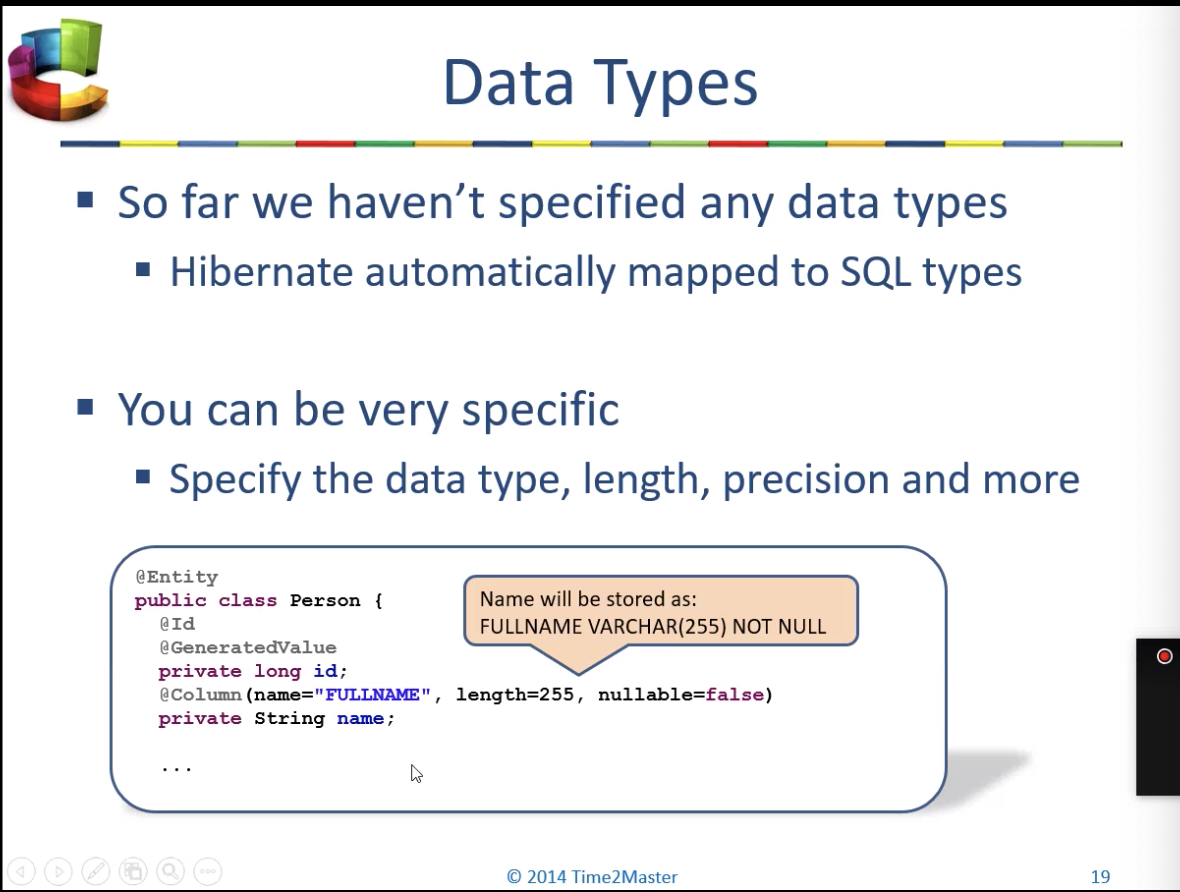 Data Types
So far we haven’t specified any data types
Hibernate automatically mapped to SQL types
You can be very specific
Specify the data type, length, precision and more
@Entity
public class Person {
@Id
@GeneratedValue
private long id;
@Column(name="FULLNAME", length=255, nullable=false)
private String name;
...
Name will be stored as:
FULLNAME VARCHAR(255) NOT NULL
© 2014 Time2Master
19